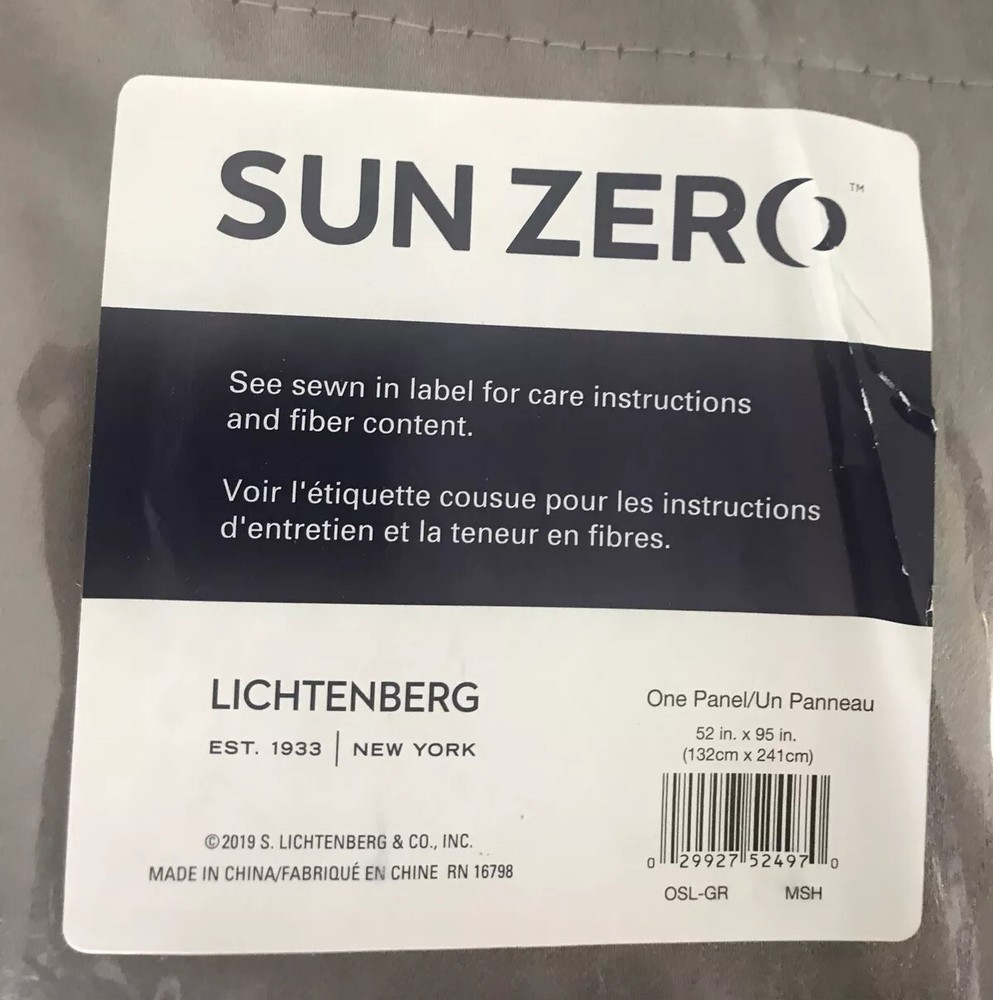 SUN ZERO™
See sewn in label for care instructions
and fiber content.
Voir l'étiquette cousue pour les instructions
d'entretien et la teneur en fibres.
LICHTENBERG
EST. 1933 | NEW YORK
©2019 S. LICHTENBERG & CO., INC.
MADE IN CHINA/FABRIQUÉ EN CHINE RN 16798
One Panel/Un Panneau
52 in. x 95 in.
(132cm x 241cm)
0 29927 52497 0
OSL-GR MSH